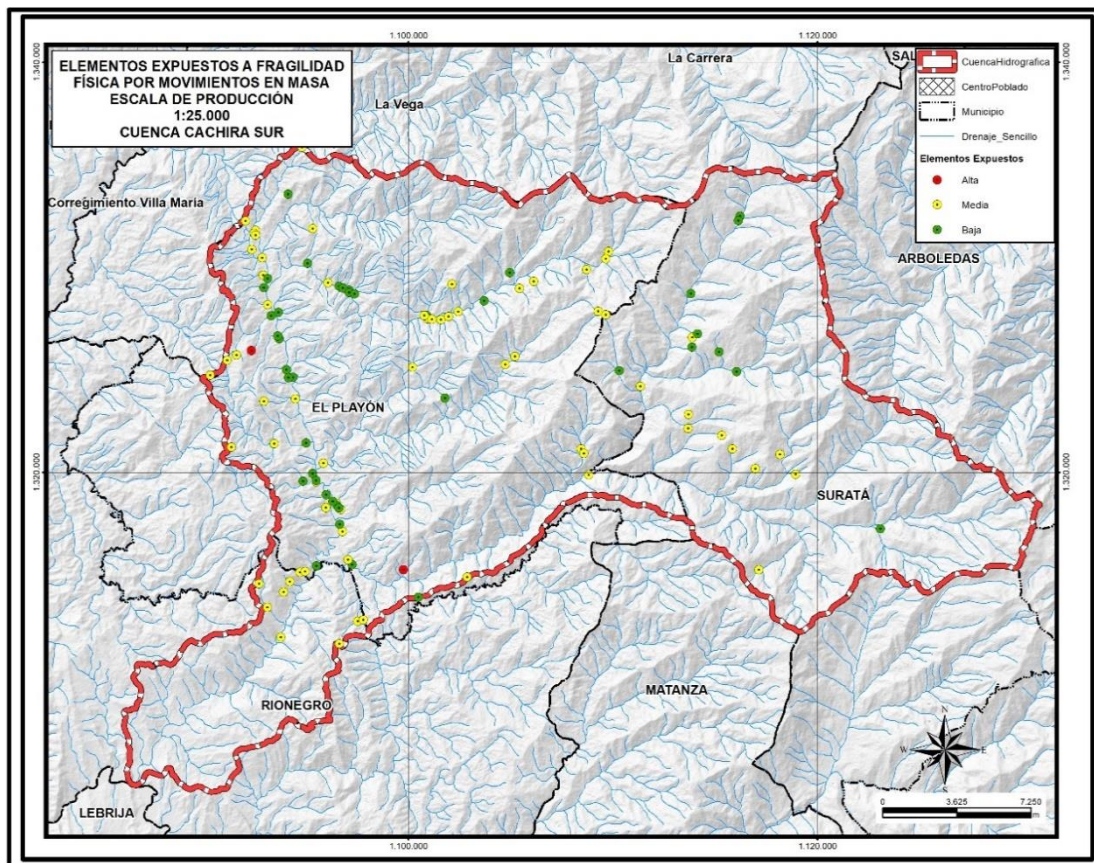 ELEMENTOS EXPUESTOS A FRAGILIDAD
FÍSICA POR MOVIMIENTOS EN MASA
ESCALA DE PRODUCCIÓN
1:25.000
CUENCA CACHIRA SUR
1.100.000
1.120.000
1.340.000
1.340.000
La Carrera
SAL
La Vega
CuencaHidrografica
CentroPoblado
Municipio
Drenaje_Sencillo
Elementos Expuestos
Alta
Media
Baja
Corregimiento Villa Maria
ARBOLEDAS
EL PLAYÓN
1.320.000
1.320.000
SURATÁ
MATANZA
RIONEGRO
LEBRIJA
N
W
E
S
0
3.625
7.250
m
1.100.000
1.120.000